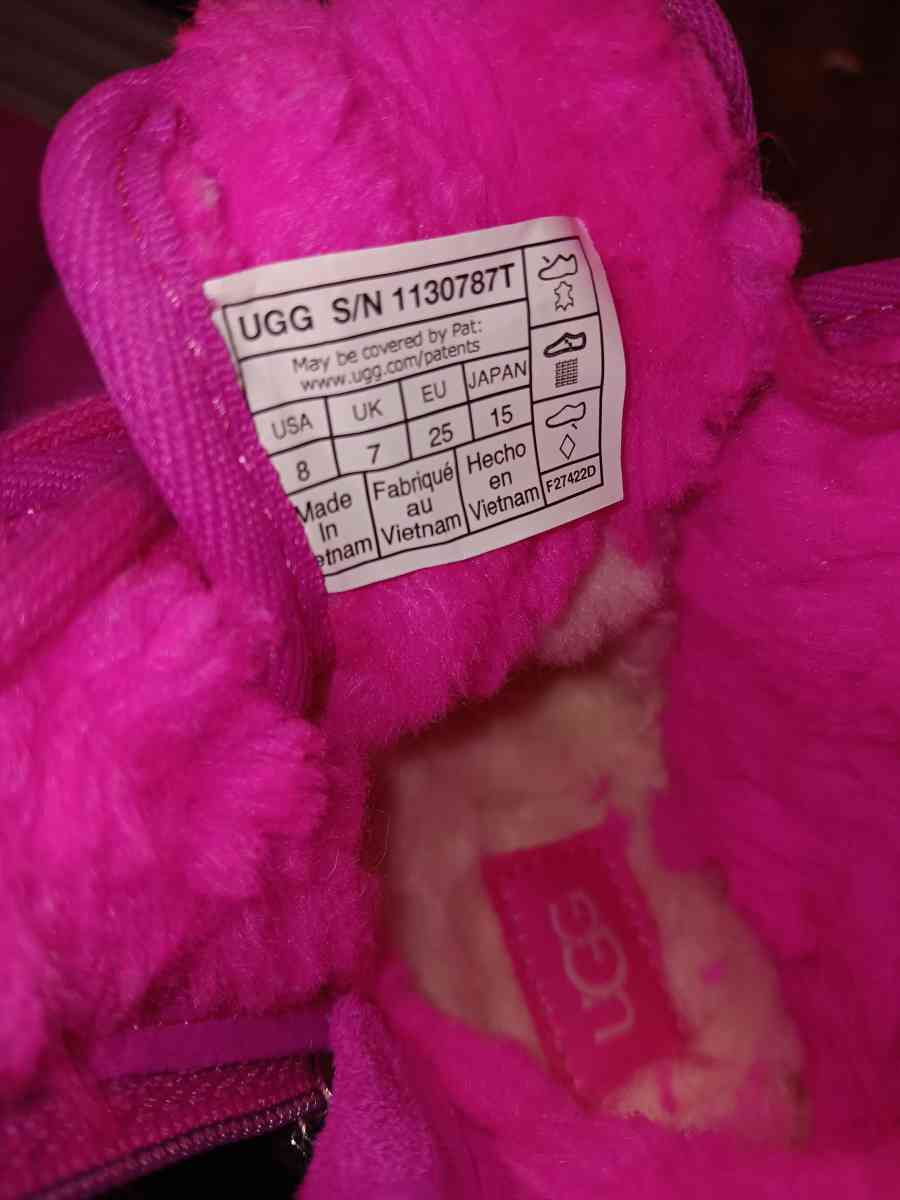 UGG S/N 1130787T
May be covered by Pat:
www.ugg.com/patents
USA UK EU JAPAN
8 7 25 15
Made
In
etnam
Fabriqué
au
Vietnam
Hecho
en
Vietnam
F27422D
UGG